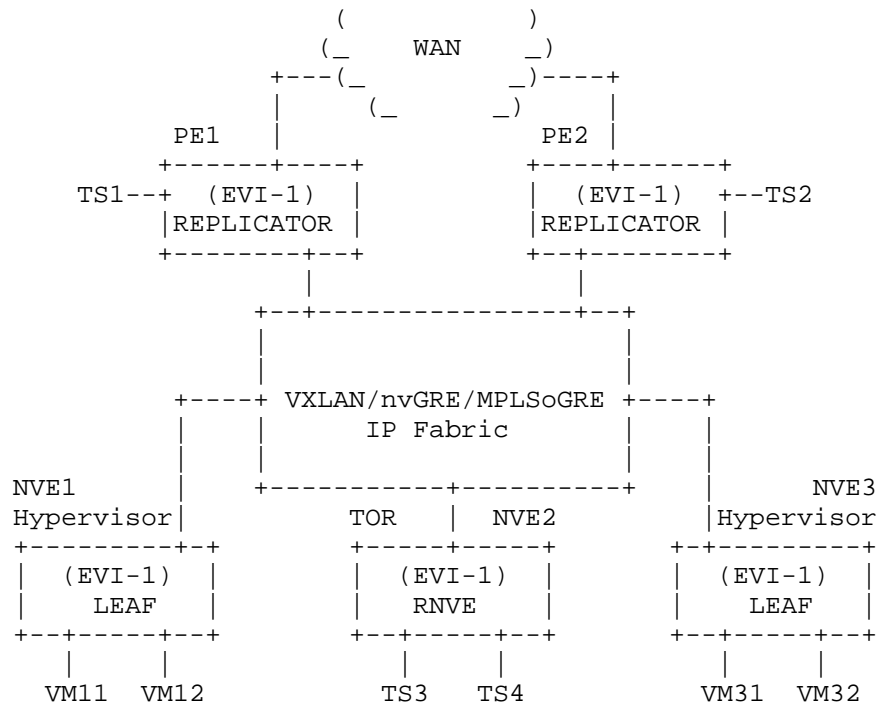 WAN
PE1 PE2
(EVI-1) (EVI-1)
TS1 TS2
REPLICATOR REPLICATOR
VXLAN/nvGRE/MPLSoGRE
IP Fabric
NVE1 NVE3
Hypervisor TOR NVE2 Hypervisor
(EVI-1) (EVI-1) (EVI-1)
LEAF RNVE LEAF
VM11 VM12 TS3 TS4 VM31 VM32